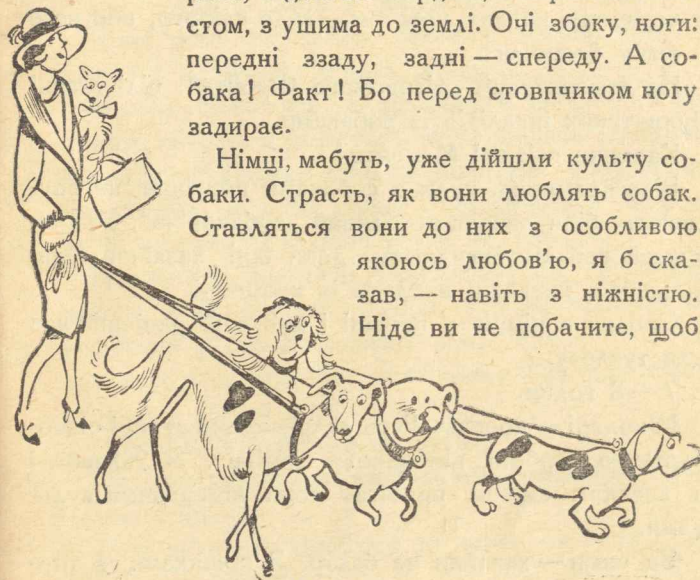 стом, з ушима до землі. Очі збоку, ноги:
передні ззаду, задні — спереду. А со-
бака! Факт! Бо перед стовпчиком ногу
задирає.
Німці, мабуть, уже дійшли культу со-
баки. Страсть, як вони люблять собак.
Ставляться вони до них з особливою
якоюсь любов'ю, я б ска-
зав, — навіть з ніжністю.
Ніде ви не побачите, щоб